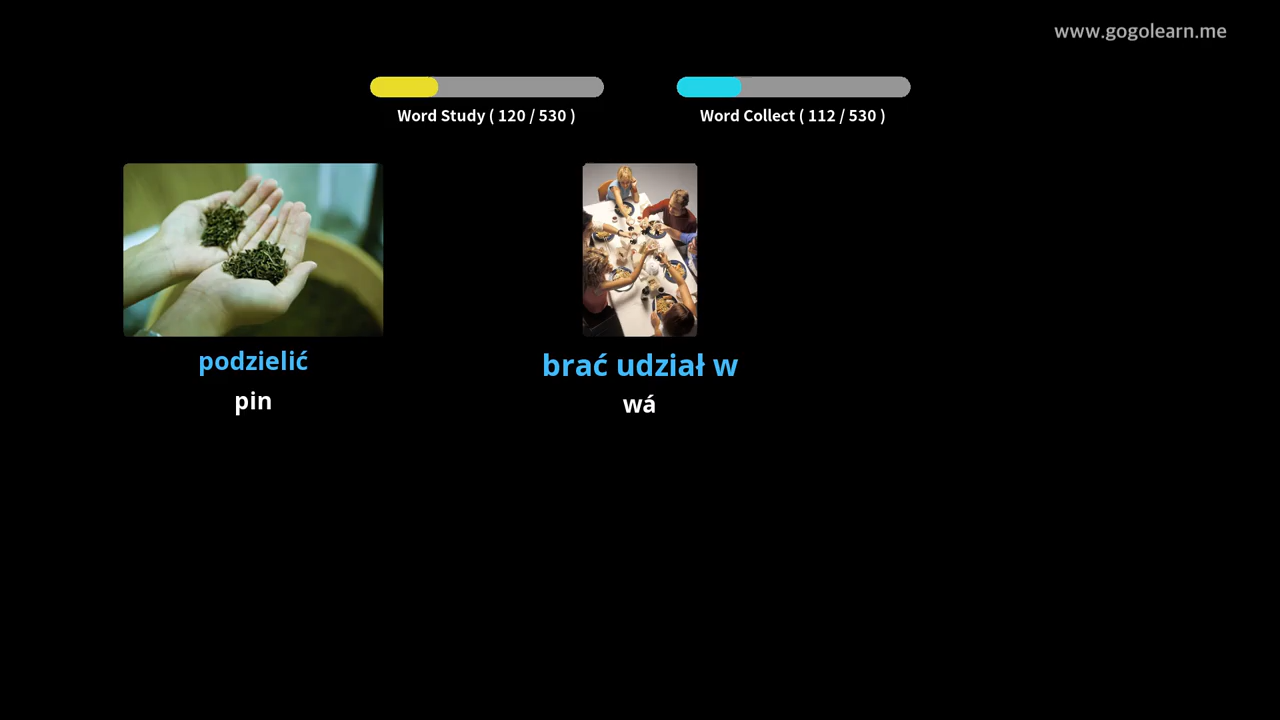 www.gogolearn.me
Word Study ( 120 / 530 )
Word Collect ( 112 / 530 )
podzielić
pin
brać udział w
wá